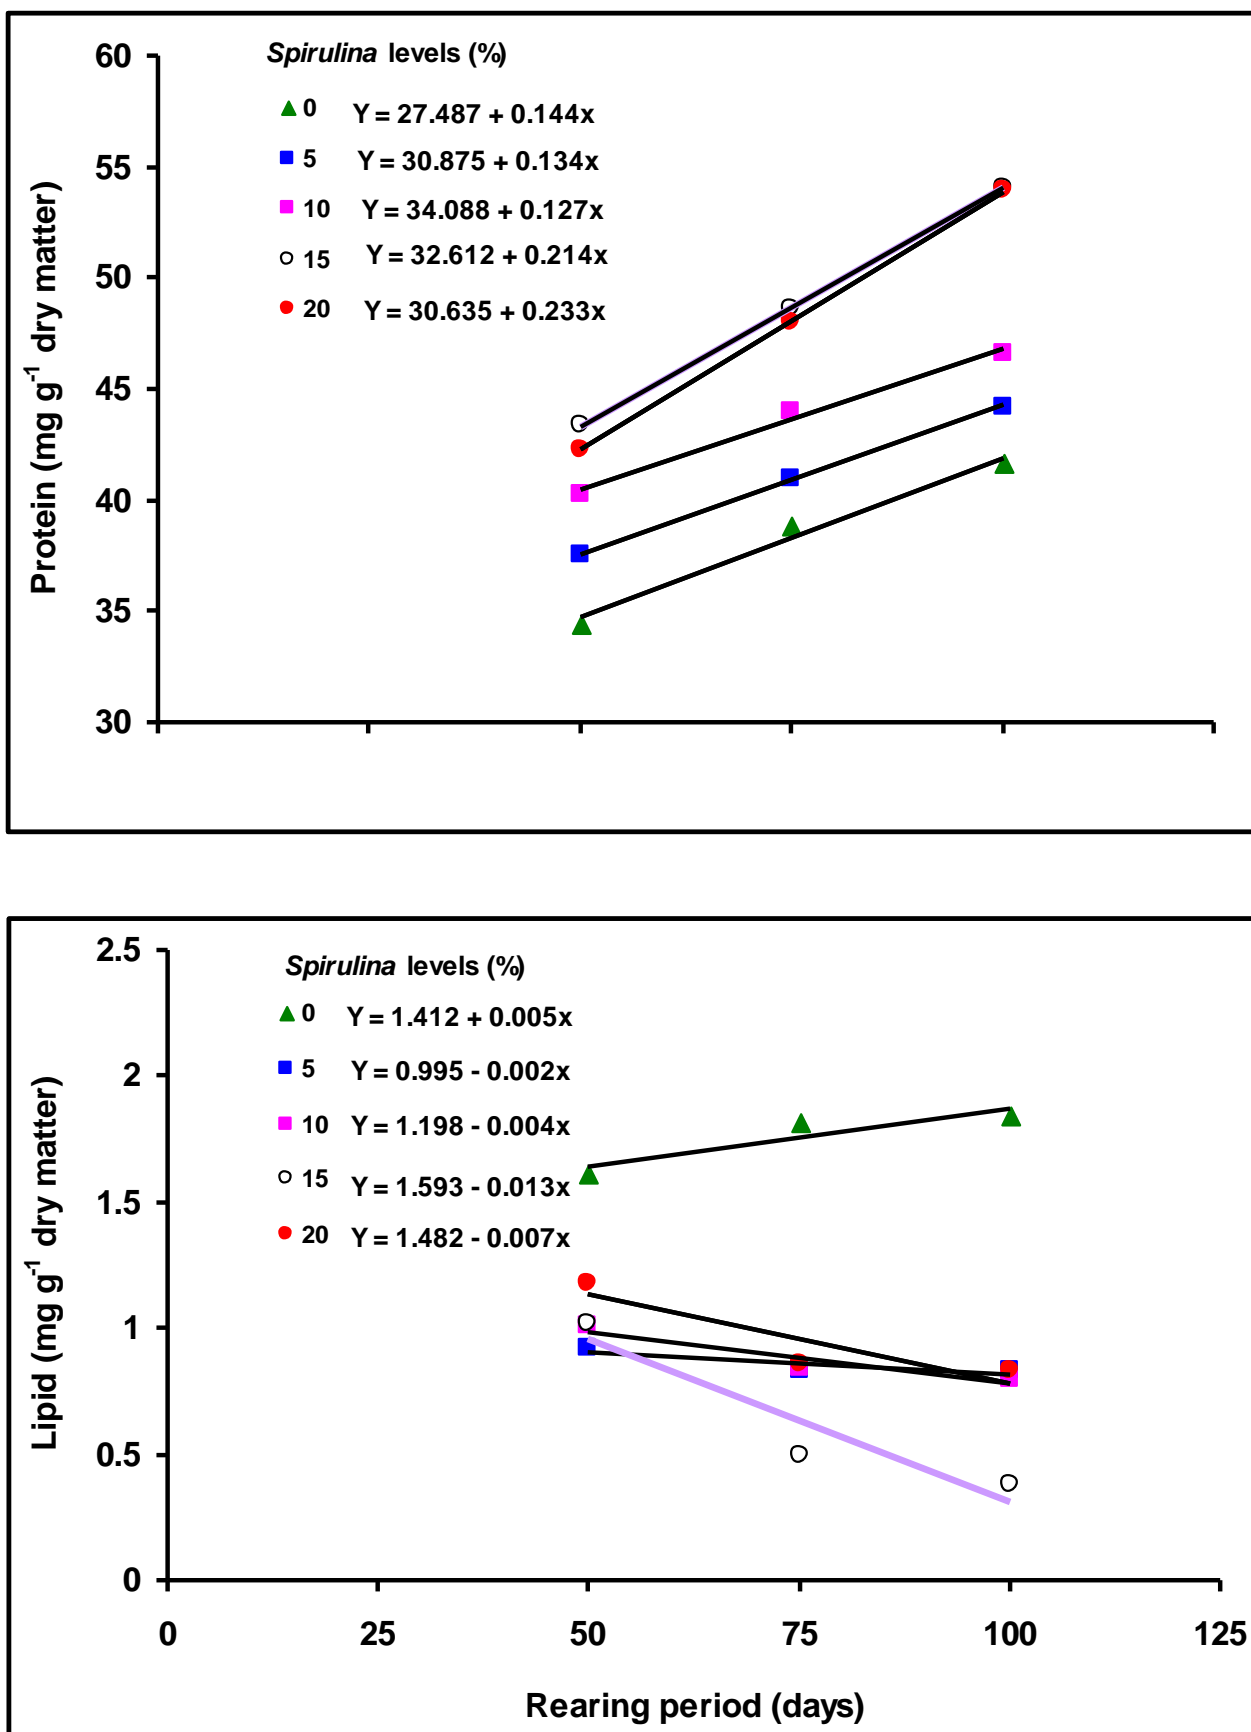 60
55
50
45
40
35
30
Protein (mg g-1 dry matter)
Spirulina levels (%)
0 Y = 27.487 + 0.144x
5 Y = 30.875 + 0.134x
10 Y = 34.088 + 0.127x
15 Y = 32.612 + 0.214x
20 Y = 30.635 + 0.233x
2.5
2
1.5
1
0.5
0
Lipid (mg g-1 dry matter)
Spirulina levels (%)
0 Y = 1.412 + 0.005x
5 Y = 0.995 - 0.002x
10 Y = 1.198 - 0.004x
15 Y = 1.593 - 0.013x
20 Y = 1.482 - 0.007x
0 25 50 75 100 125
Rearing period (days)